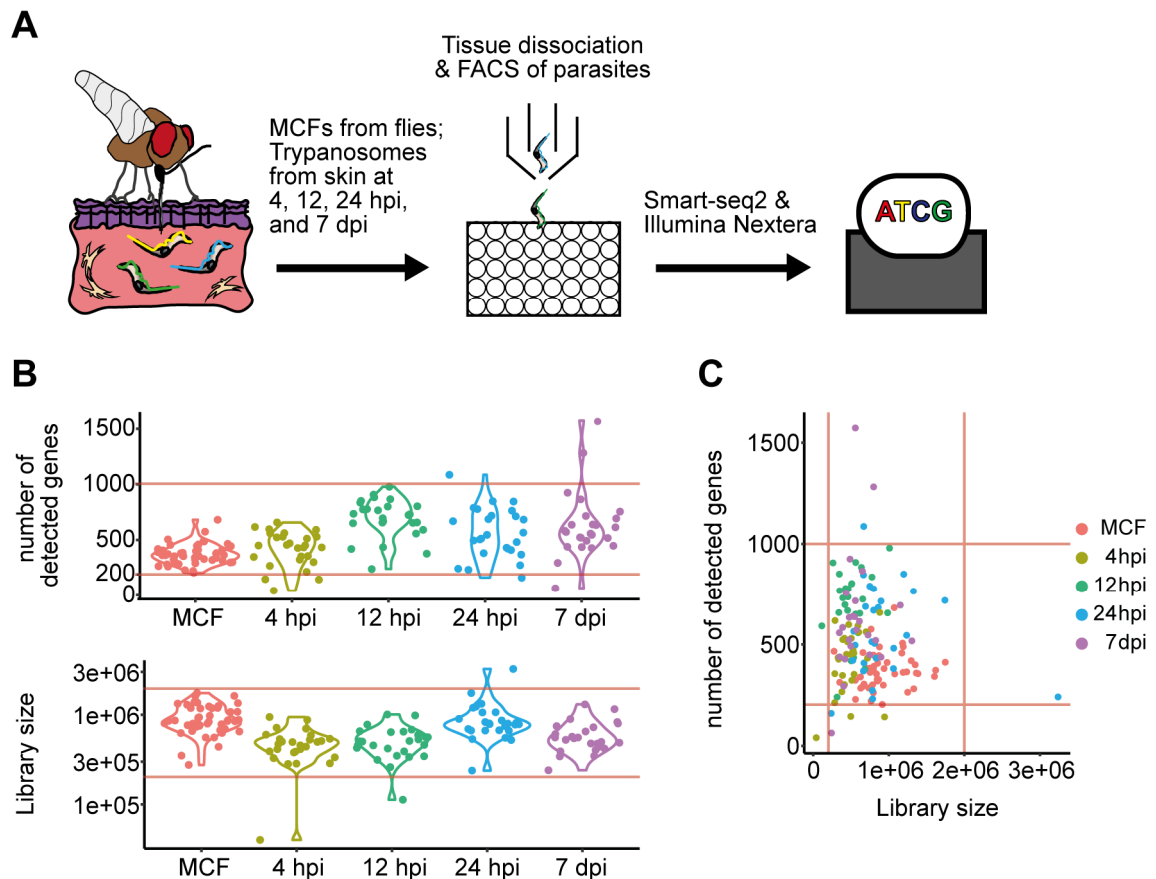 A
Tissue dissociation
& FACS of parasites
MCFs from flies;
Trypanosomes
from skin at
4, 12, 24 hpi,
and 7 dpi
Smart-seq2 &
Illumina Nextera
ATCG
B
number of
detected genes
1500
1000
500
200
0
MCF
4 hpi
12 hpi
24 hpi
7 dpi
Library size
3e+06
1e+06
3e+05
1e+05
MCF
4 hpi
12 hpi
24 hpi
7 dpi
C
number of detected genes
1500
1000
500
200
0
0
1e+06
2e+06
3e+06
Library size
MCF
4hpi
12hpi
24hpi
7dpi